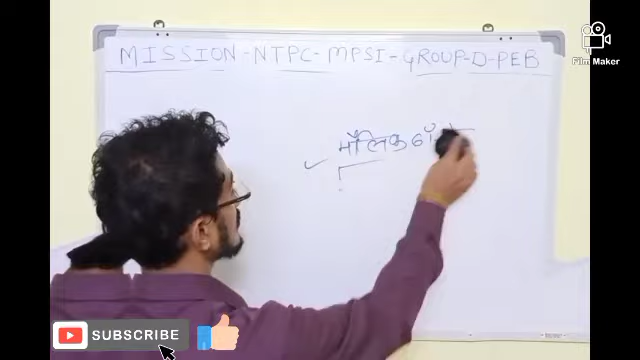 MISSION-NTPC-MPSI-GROUP-D-PEB
Film Maker
मौलिक
SUBSCRIBE